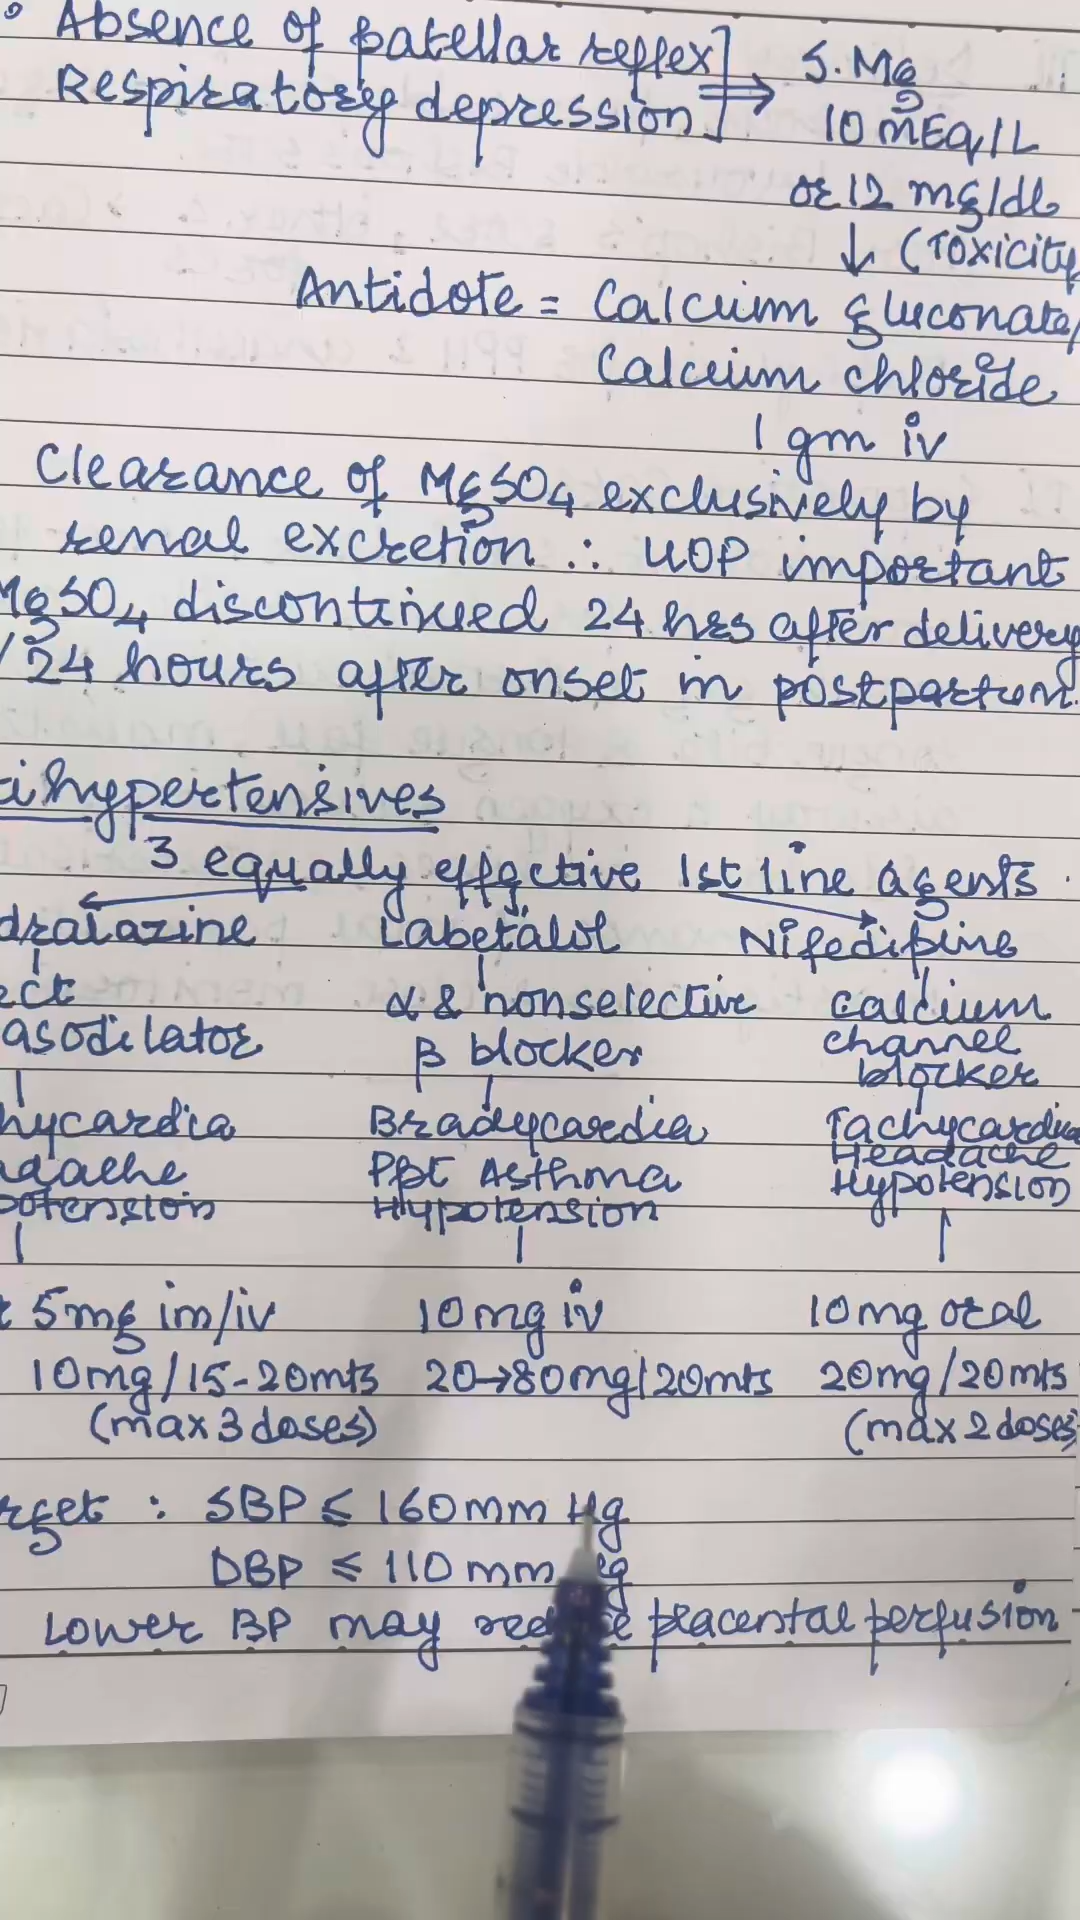 Absence of patellar reflex] ⇒ S.Mg
Respiratory depression
10 mEq/L
or 12 mg/dl
↓ (Toxicity
Antidote = Calcium gluconate/
Calcium chloride
1 gm iv
Clearance of MgSO4 exclusively by
renal excretion ∴ UOP important
MgSO4 discontinued 24 hrs after delivery
/24 hours after onset in postpartum.
ihypertensives
3 equally effective 1st line agents.
dralazine Labetalol Nifedipine
ect α & nonselective calcium
asodilator β blocker channel
blocker
hycardia Bradycardia Tachycardia
adache Ppt Asthma Headache
potension Hypotension Hypotension
5mg im/iv 10mg iv 10mg oral
10mg/15-20mts 20→80mg/20mts 20mg/20mts
(max 3 doses) (max 2 doses)
rget : SBP ≤ 160mm Hg
DBP ≤ 110 mm
Lower BP may placental perfusion